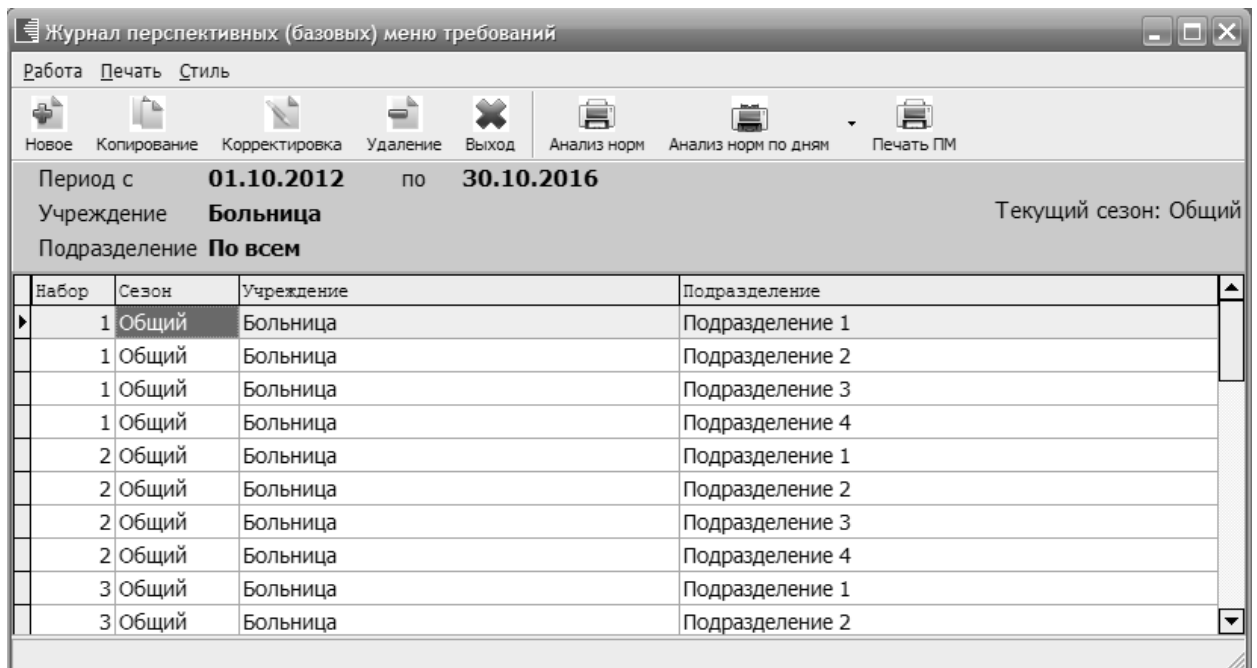 Журнал перспективных (базовых) меню требований
Работа Печать Стиль
Новое Копирование Корректировка Удаление Выход Анализ норм Анализ норм по дням Печать ПМ
Период с 01.10.2012 по 30.10.2016
Учреждение Больница Текущий сезон: Общий
Подразделение По всем
Набор Сезон Учреждение Подразделение
1 Общий Больница Подразделение 1
1 Общий Больница Подразделение 2
1 Общий Больница Подразделение 3
1 Общий Больница Подразделение 4
2 Общий Больница Подразделение 1
2 Общий Больница Подразделение 2
2 Общий Больница Подразделение 3
2 Общий Больница Подразделение 4
3 Общий Больница Подразделение 1
3 Общий Больница Подразделение 2